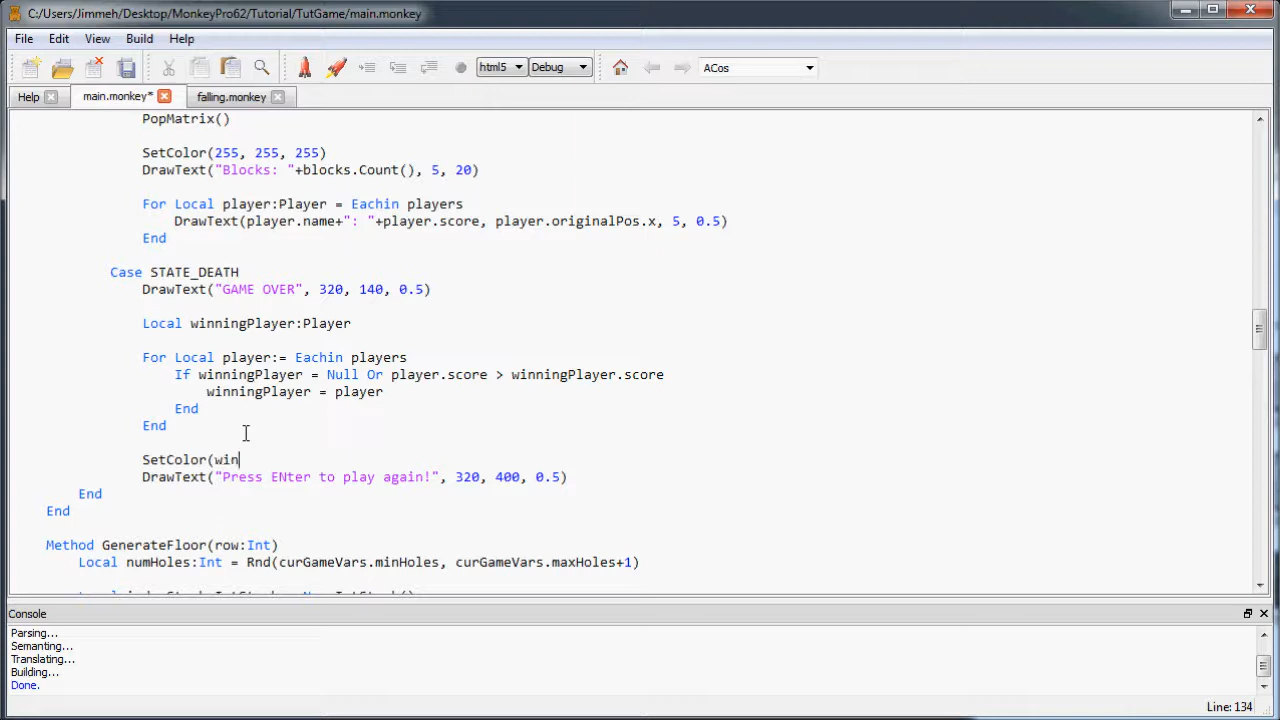 C:/Users/Jimmeh/Desktop/MonkeyPro62/Tutorial/TutGame/main.monkey
File Edit View Build Help
html5 Debug ACos
Help main.monkey* falling.monkey
PopMatrix()
SetColor(255, 255, 255)
DrawText("Blocks: "+blocks.Count(), 5, 20)
For Local player:Player = Eachin players
DrawText(player.name+": "+player.score, player.originalPos.x, 5, 0.5)
End
Case STATE_DEATH
DrawText("GAME OVER", 320, 140, 0.5)
Local winningPlayer:Player
For Local player:= Eachin players
If winningPlayer = Null Or player.score > winningPlayer.score
winningPlayer = player
End
End
SetColor(win
DrawText("Press ENter to play again!", 320, 400, 0.5)
End
End
Method GenerateFloor(row:Int)
Local numHoles:Int = Rnd(curGameVars.minHoles, curGameVars.maxHoles+1)
Console
Parsing...
Semanting...
Translating...
Building...
Done.
Line: 134